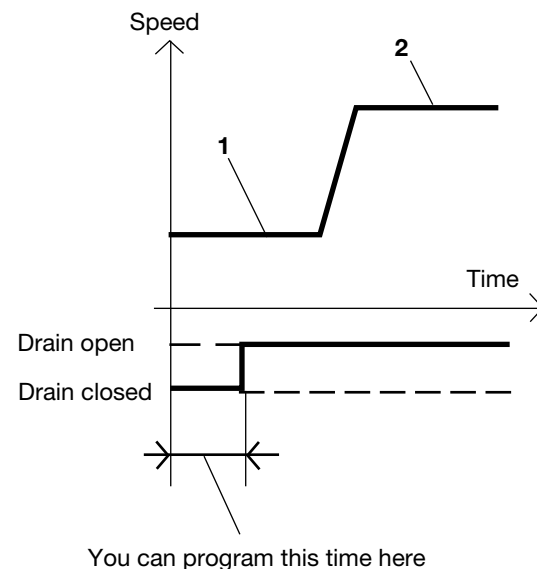 Speed
2
1
Time
Drain open
Drain closed
You can program this time here